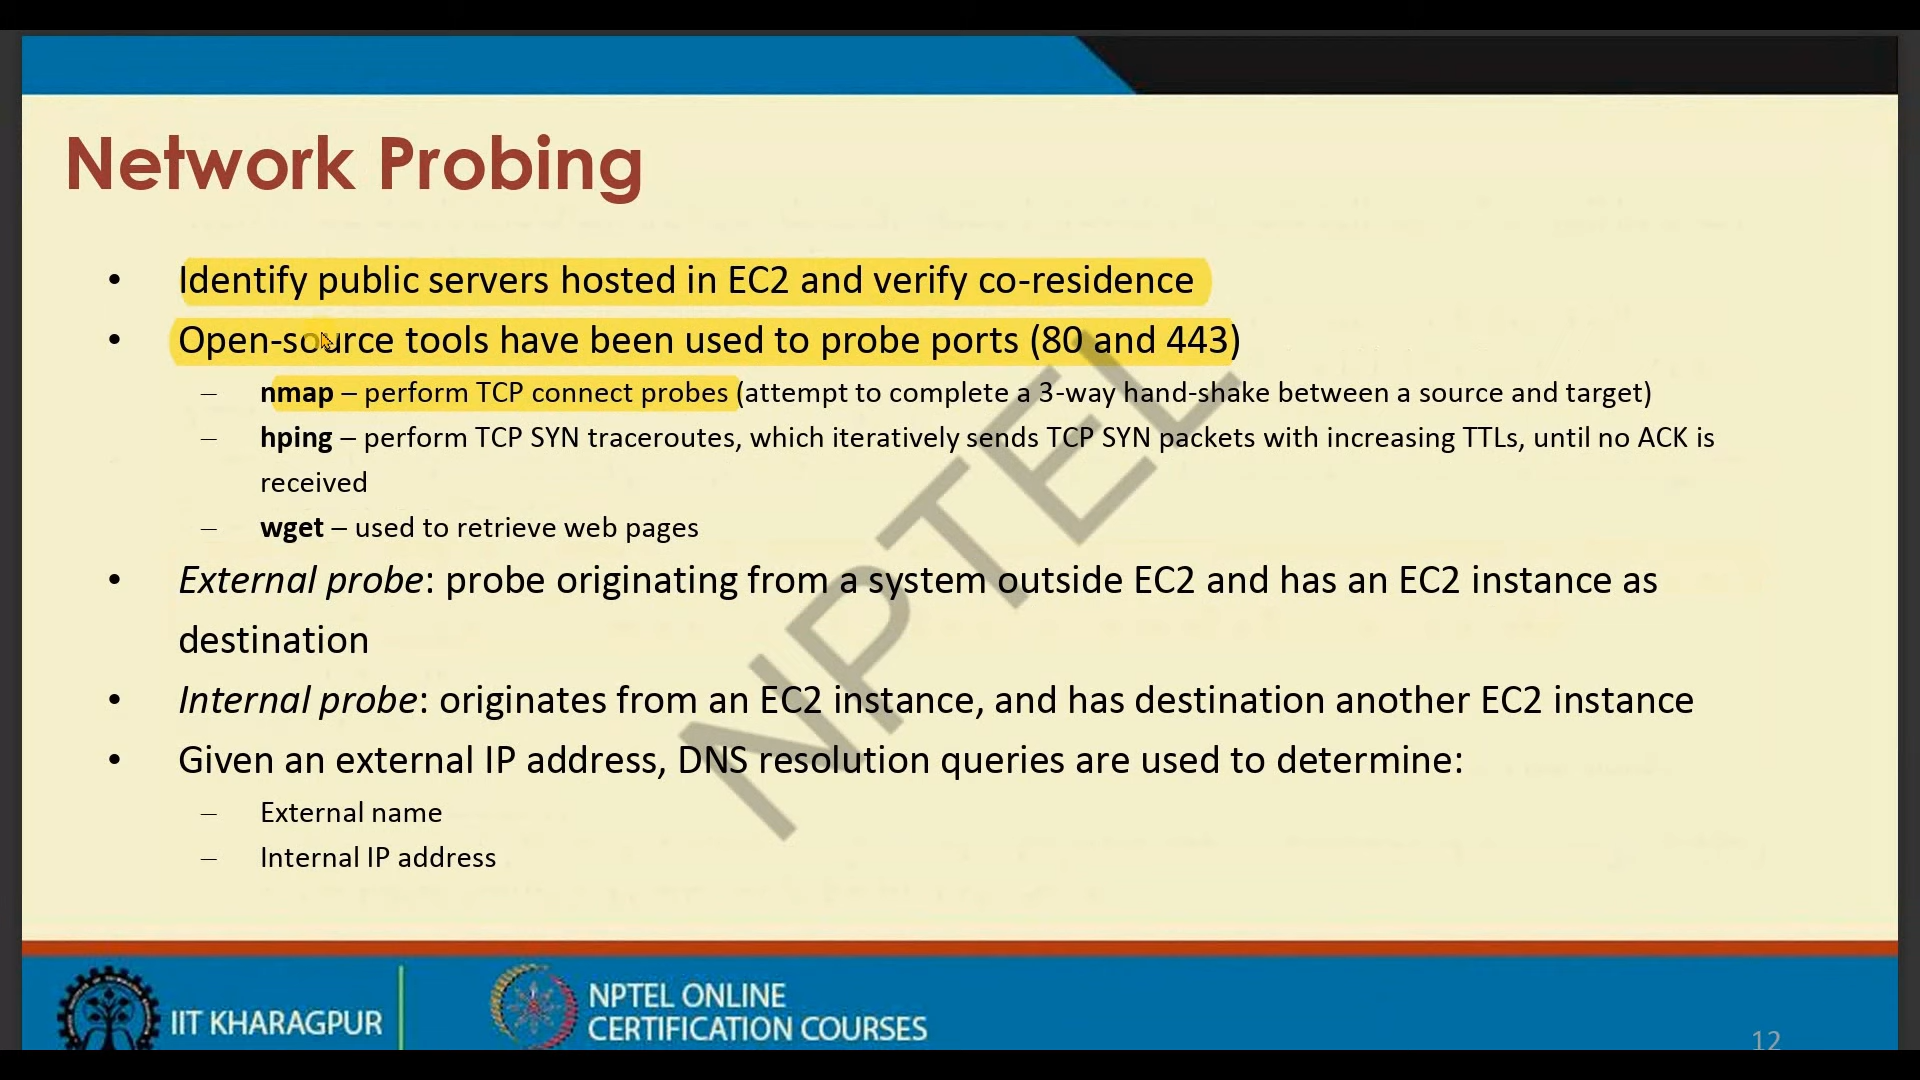 Network Probing
• Identify public servers hosted in EC2 and verify co-residence
• Open-source tools have been used to probe ports (80 and 443)
– nmap – perform TCP connect probes (attempt to complete a 3-way hand-shake between a source and target)
– hping – perform TCP SYN traceroutes, which iteratively sends TCP SYN packets with increasing TTLs, until no ACK is
received
– wget – used to retrieve web pages
• External probe: probe originating from a system outside EC2 and has an EC2 instance as
destination
• Internal probe: originates from an EC2 instance, and has destination another EC2 instance
• Given an external IP address, DNS resolution queries are used to determine:
– External name
– Internal IP address
NPTEL
IIT KHARAGPUR
NPTEL ONLINE
CERTIFICATION COURSES
12